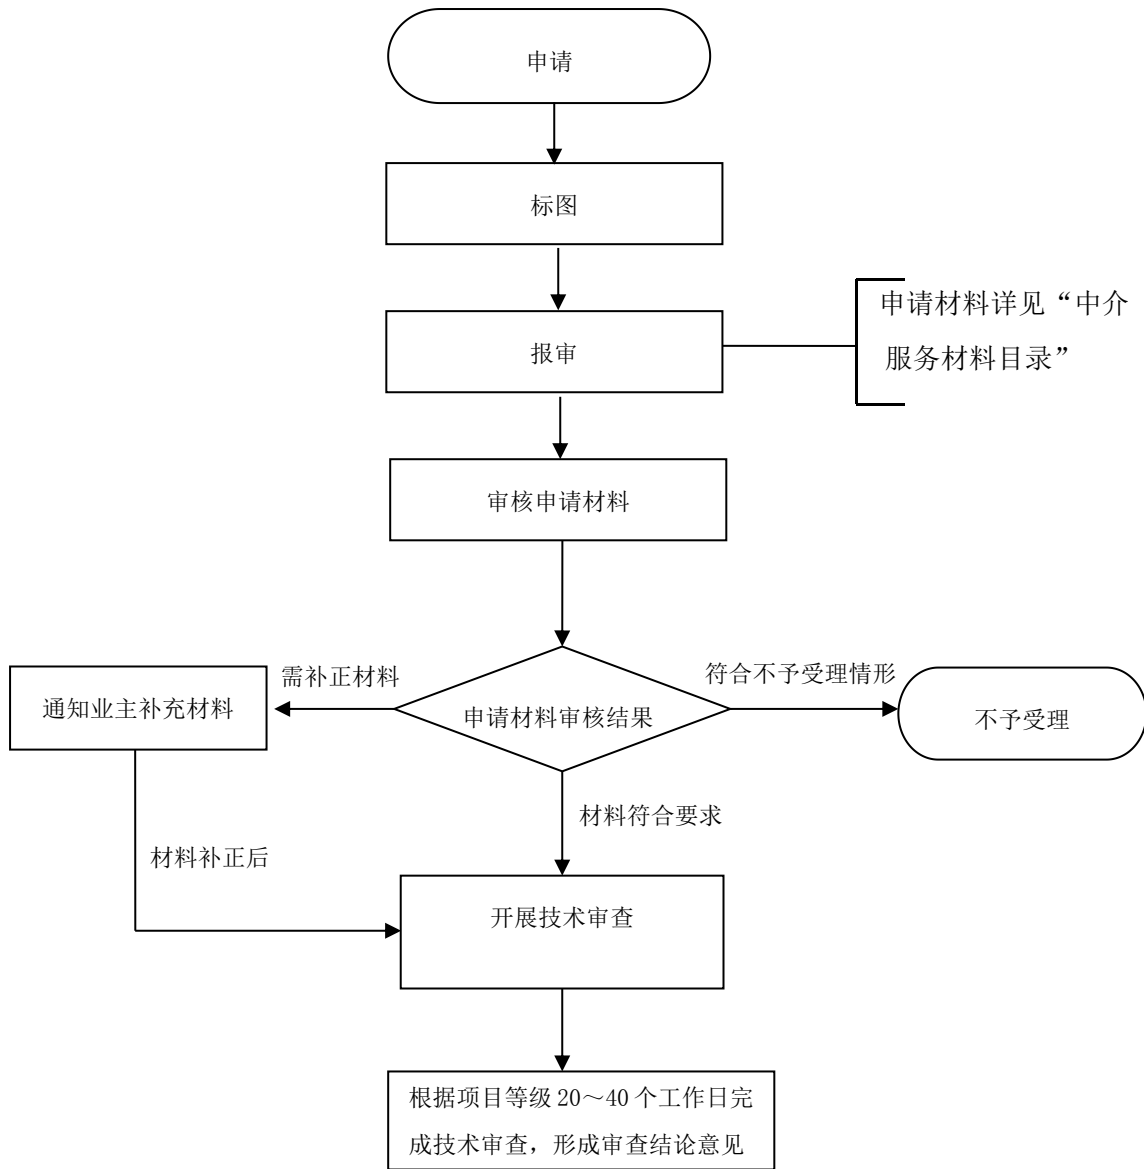 申请
标图
申请材料详见“中介
服务材料目录”
报审
审核申请材料
需补正材料
符合不予受理情形
通知业主补充材料
申请材料审核结果
不予受理
材料符合要求
材料补正后
开展技术审查
根据项目等级 20～40 个工作日完
成技术审查，形成审查结论意见